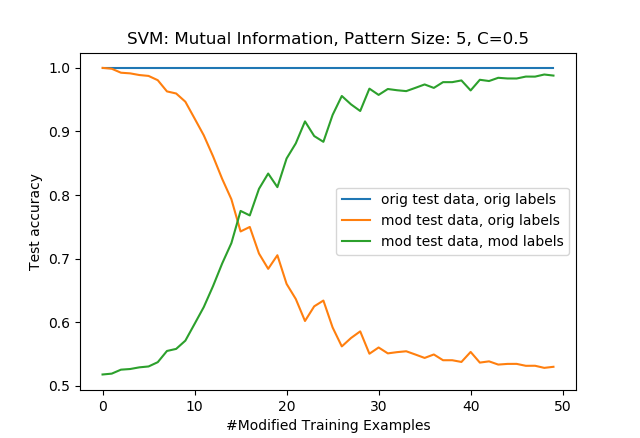 SVM: Mutual Information, Pattern Size: 5, C=0.5
1.0
0.9
0.8
0.7
0.6
0.5
Test accuracy
orig test data, orig labels
mod test data, orig labels
mod test data, mod labels
0 10 20 30 40 50
#Modified Training Examples